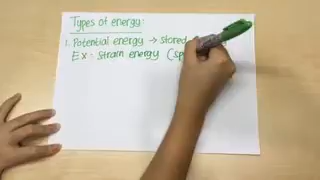 Types of energy:
1. Potential energy → stored
Ex: strain energy (sp